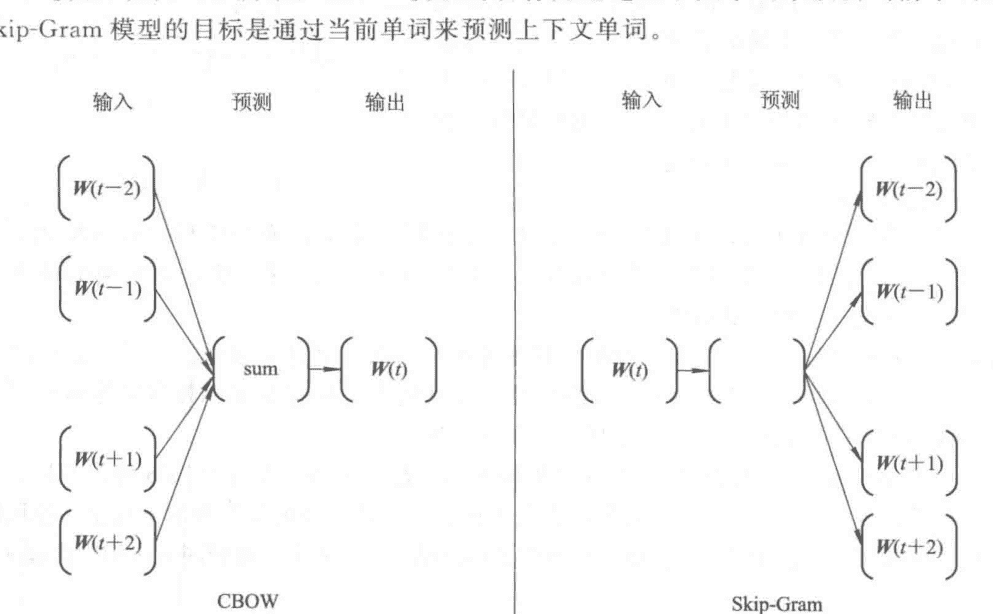 kip-Gram 模型的目标是通过当前单词来预测上下文单词。
输入 预测 输出
W(t−2)
W(t−1)
sum W(t)
W(t+1)
W(t+2)
CBOW
输入 预测 输出
W(t−2)
W(t−1)
W(t)
W(t+1)
W(t+2)
Skip-Gram